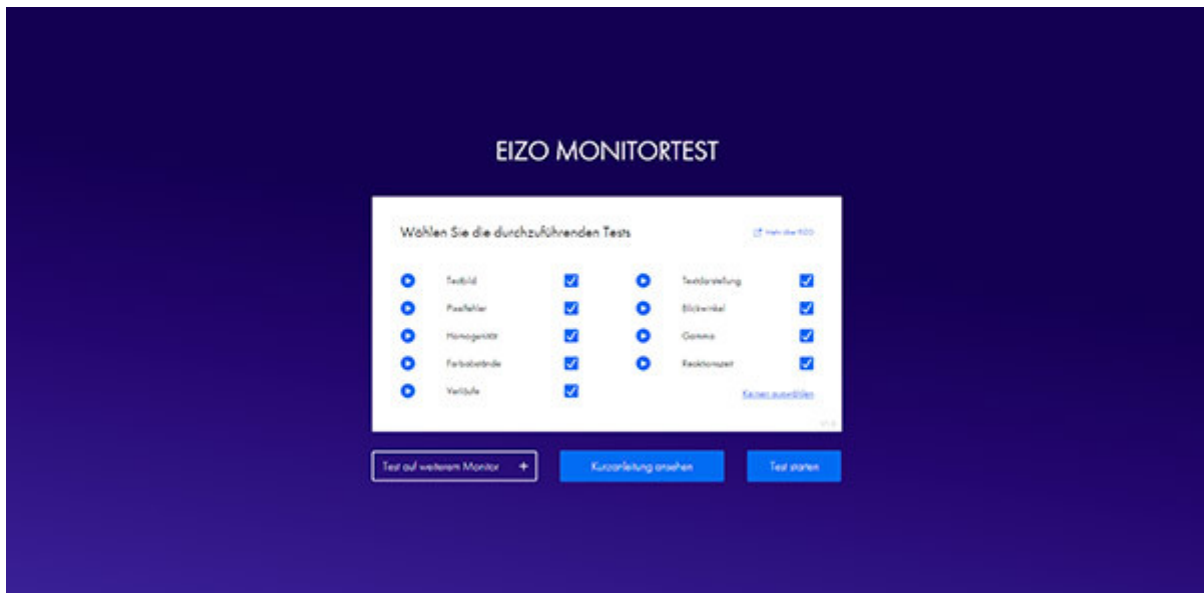 EIZO MONITORTEST
Wählen Sie die durchzuführenden Tests
Mehr über EIZO
Testbild
Textdarstellung
Pixelfehler
Blickwinkel
Homogenität
Gamma
Farbabstände
Reaktionszeit
Verläufe
Keinen auswählen
Test auf weiterem Monitor +
Kurzanleitung ansehen
Test starten